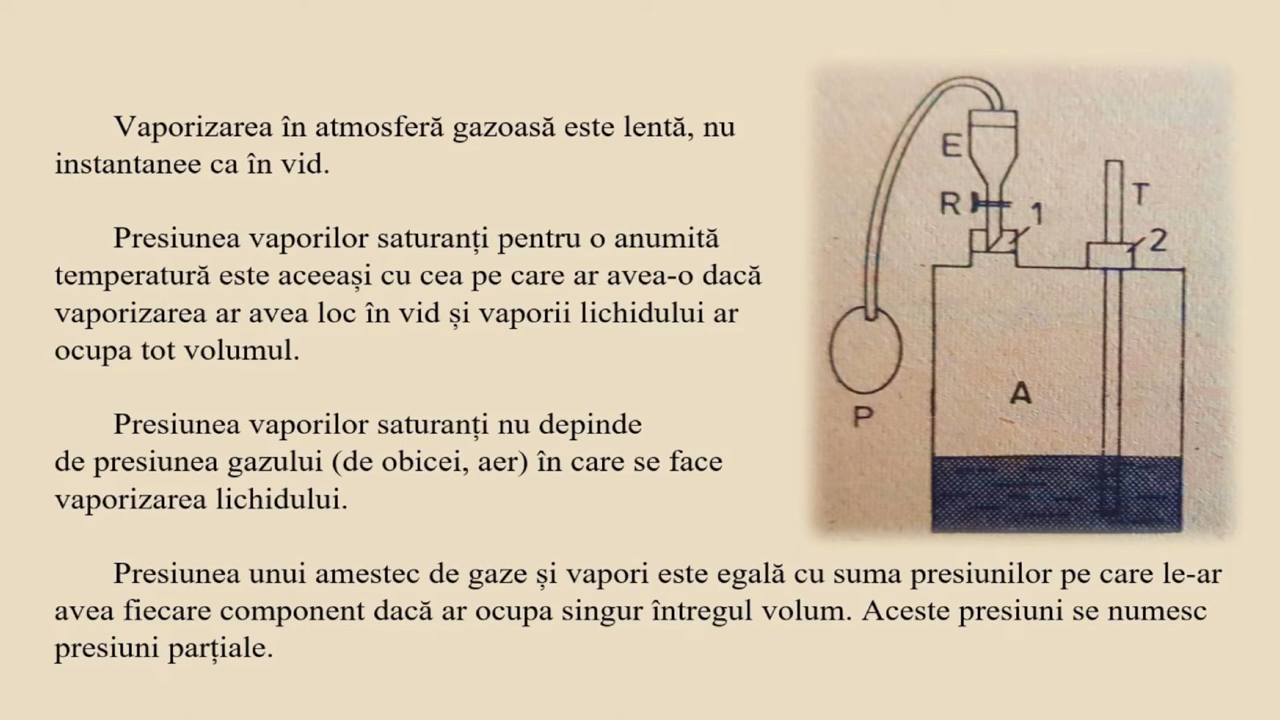 Vaporizarea în atmosferă gazoasă este lentă, nu
instantanee ca în vid.
Presiunea vaporilor saturanți pentru o anumită
temperatură este aceeași cu cea pe care ar avea-o dacă
vaporizarea ar avea loc în vid și vaporii lichidului ar
ocupa tot volumul.
Presiunea vaporilor saturanți nu depinde
de presiunea gazului (de obicei, aer) în care se face
vaporizarea lichidului.
Presiunea unui amestec de gaze și vapori este egală cu suma presiunilor pe care le-ar
avea fiecare component dacă ar ocupa singur întregul volum. Aceste presiuni se numesc
presiuni parțiale.
E
R
1
T
2
A
P